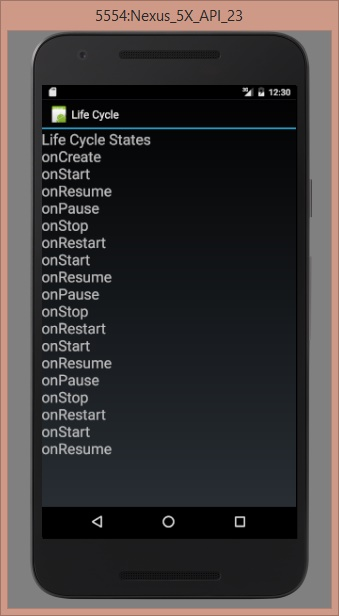 5554:Nexus_5X_API_23
12:30
Life Cycle
Life Cycle States
onCreate
onStart
onResume
onPause
onStop
onRestart
onStart
onResume
onPause
onStop
onRestart
onStart
onResume
onPause
onStop
onRestart
onStart
onResume